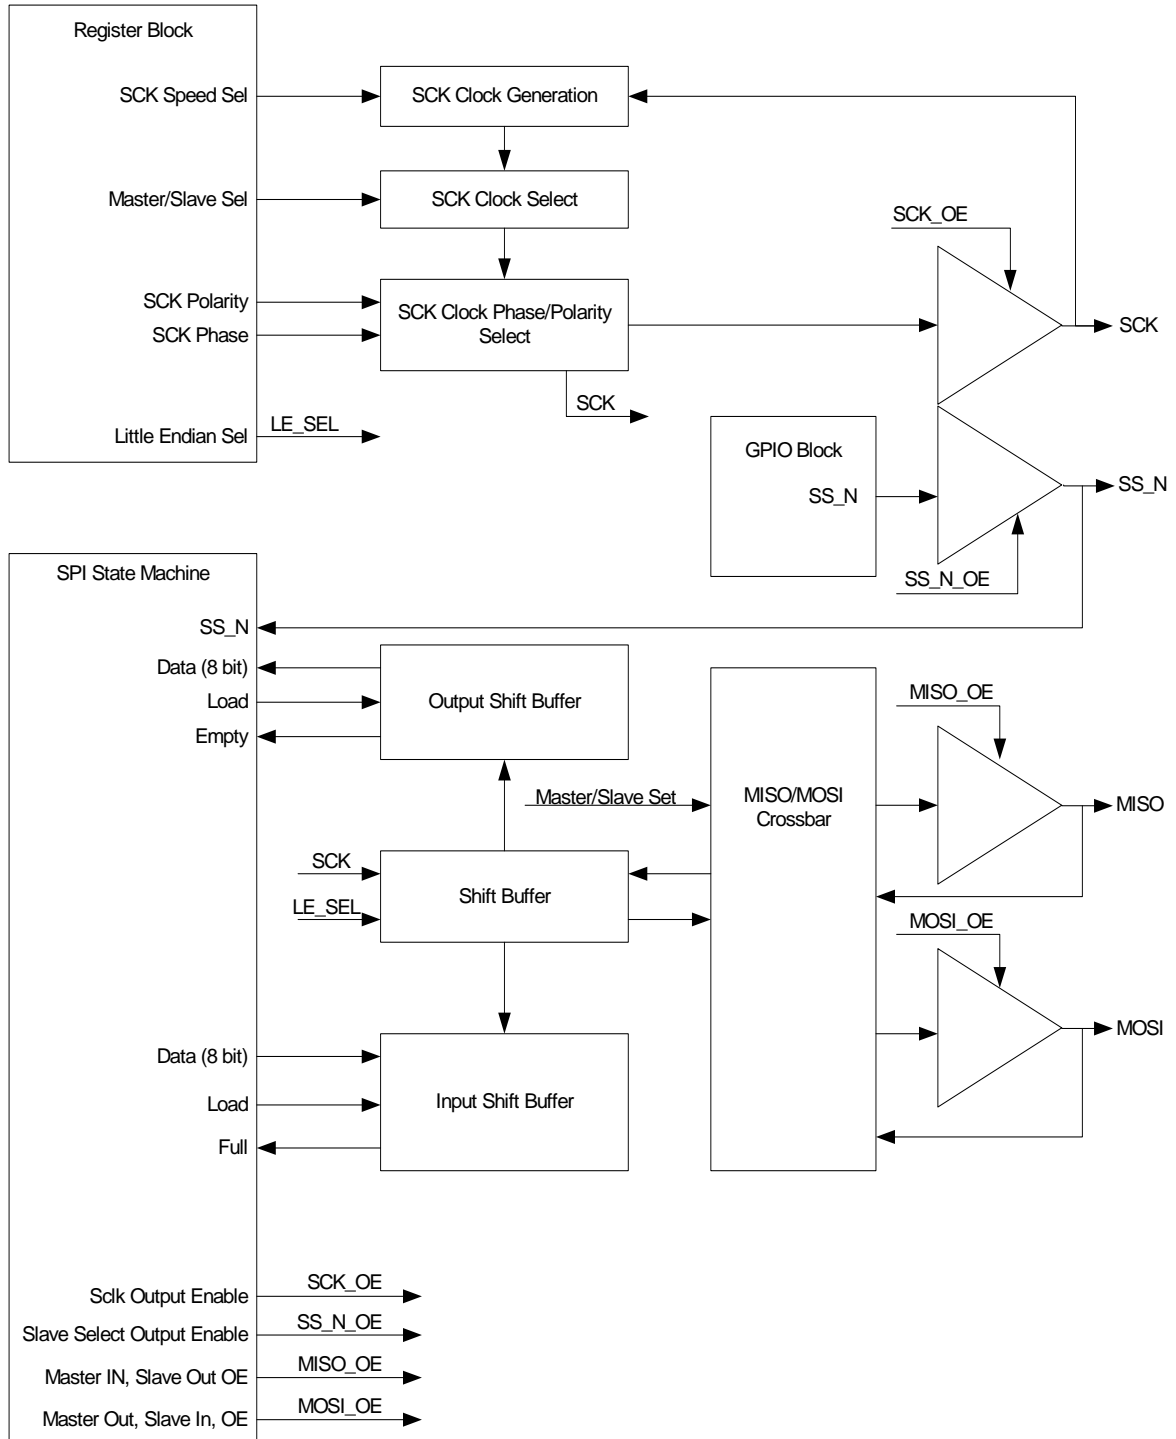 Register Block
SCK Speed Sel
SCK Clock Generation
Master/Slave Sel
SCK Clock Select
SCK_OE
SCK Polarity
SCK Phase
SCK Clock Phase/Polarity
Select
SCK
SCK
Little Endian Sel
LE_SEL
GPIO Block
SS_N
SS_N
SS_N_OE
SPI State Machine
SS_N
Data (8 bit)
Load
Empty
Output Shift Buffer
MISO_OE
Master/Slave Set
MISO/MOSI
Crossbar
MISO
SCK
LE_SEL
Shift Buffer
MOSI_OE
MOSI
Data (8 bit)
Load
Full
Input Shift Buffer
Sclk Output Enable
SCK_OE
Slave Select Output Enable
SS_N_OE
Master IN, Slave Out OE
MISO_OE
Master Out, Slave In, OE
MOSI_OE